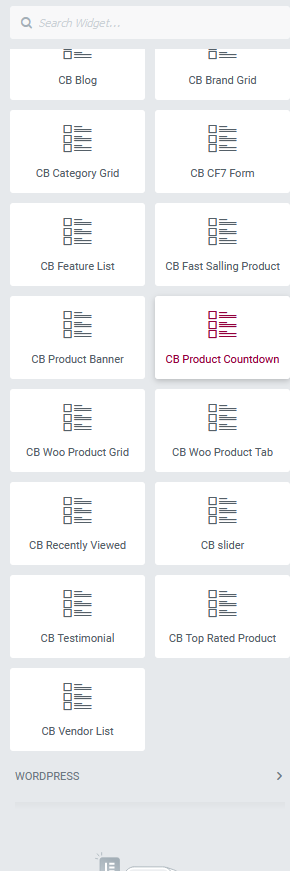 Search Widget...
CB Blog
CB Brand Grid
CB Category Grid
CB CF7 Form
CB Feature List
CB Fast Salling Product
CB Product Banner
CB Product Countdown
CB Woo Product Grid
CB Woo Product Tab
CB Recently Viewed
CB slider
CB Testimonial
CB Top Rated Product
CB Vendor List
WORDPRESS